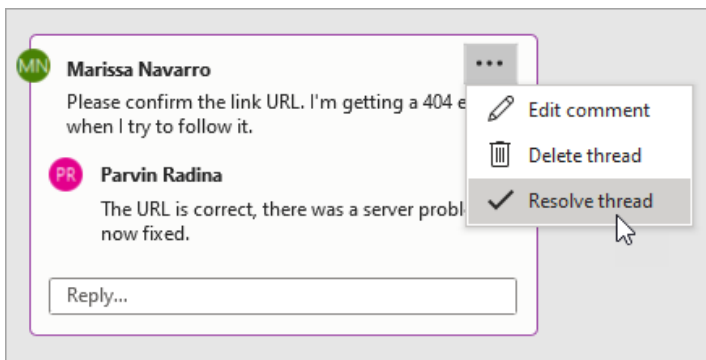 MN
Marissa Navarro
Please confirm the link URL. I'm getting a 404
when I try to follow it.
PR
Parvin Radina
The URL is correct, there was a server
now fixed.
Reply...
Edit comment
Delete thread
Resolve thread